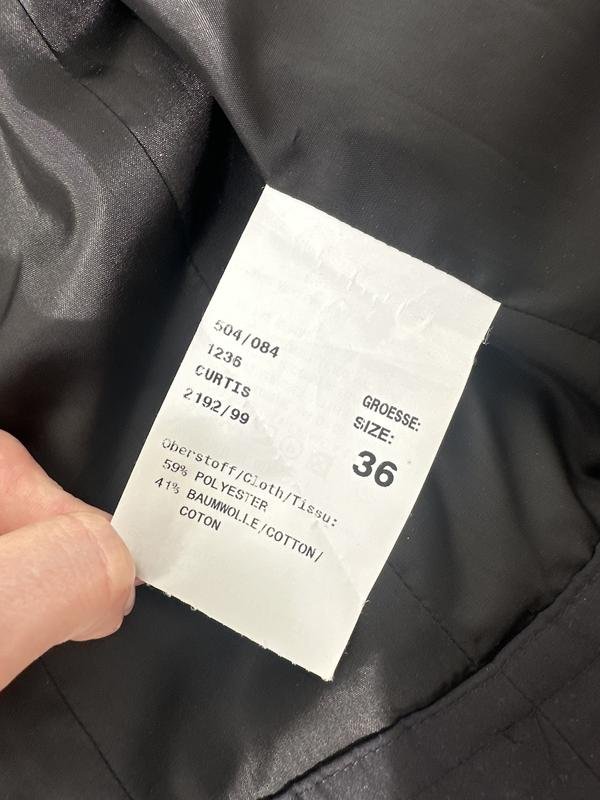 504/084
1236
CURTIS
2192/99
GROESSE:
SIZE:
36
Oberstoff/Cloth/Tissu:
59% POLYESTER
41% BAUMWOLLE/COTTON/
COTON